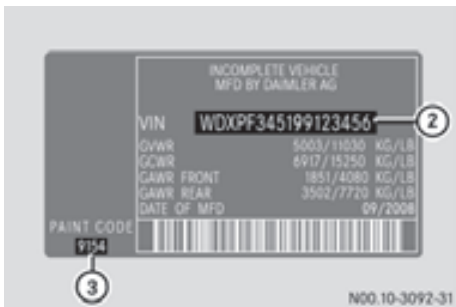 INCOMPLETE VEHICLE
MFD BY DAIMLER AG
VIN WDXPF345199123456
2
GVWR 5003/11030 KG/LB
GCWR 6917/15250 KG/LB
GAWR FRONT 1851/4080 KG/LB
GAWR REAR 3502/7720 KG/LB
DATE OF MFD 09/2008
PAINT CODE
9154
3
N00.10-3092-31